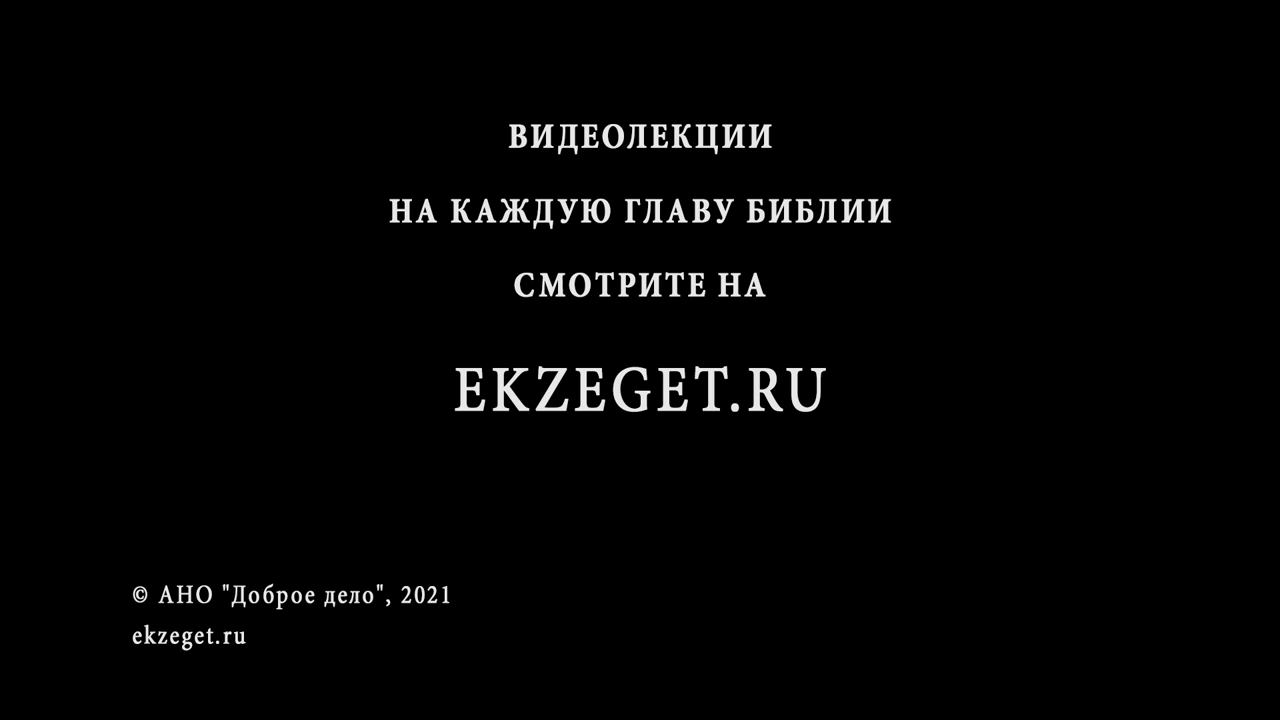 ВИДЕОЛЕКЦИИ
НА КАЖДУЮ ГЛАВУ БИБЛИИ
СМОТРИТЕ НА
EKZEGET.RU
© АНО "Доброе дело", 2021
ekzeget.ru